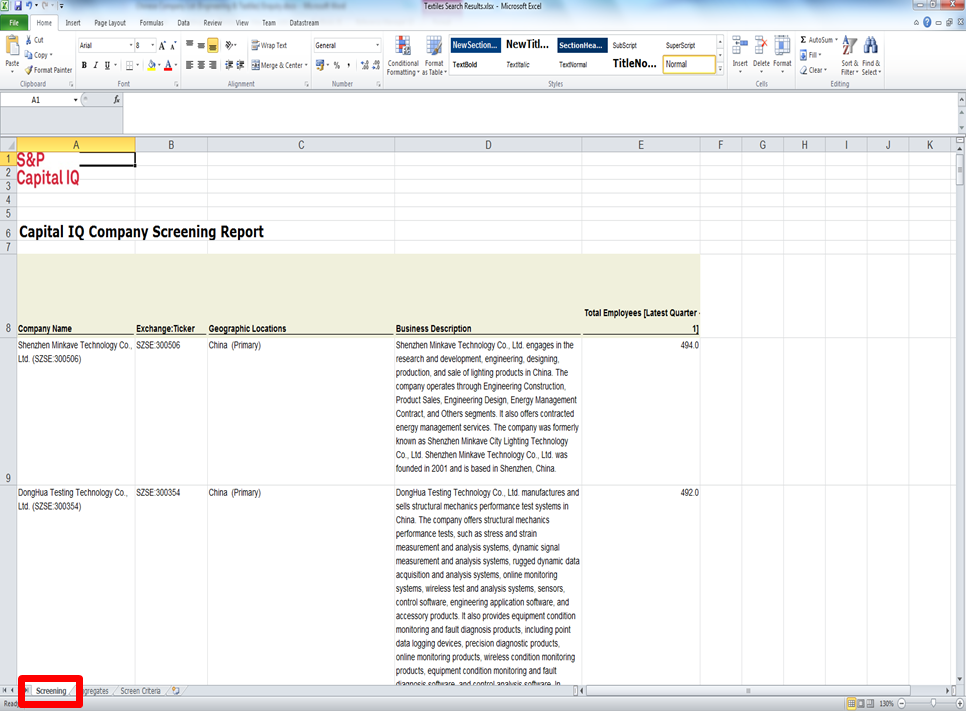 Textiles Search Results.xlsx - Microsoft Excel
File Home Insert Page Layout Formulas Data Review View Team Datastream
Cut
Copy
Format Painter
Paste
Clipboard
Arial 8
B I U
Font
Wrap Text
Merge & Center
Alignment
General
%
Number
Conditional Formatting
Format as Table
NewSection... NewTitl... SectionHea... SubScript SuperScript
TextBold TextItalic TextNormal TitleNo... Normal
Styles
Insert Delete Format
Cells
AutoSum
Fill
Clear
Sort & Filter
Find & Select
Editing
A1 fx
A B C D E F G H I J K
1 S&P
2 Capital IQ
3
4
5
6 Capital IQ Company Screening Report
7
Total Employees [Latest Quarter -
8 Company Name Exchange:Ticker Geographic Locations Business Description 1]
Shenzhen Minkave Technology Co., SZSE:300506 China (Primary) Shenzhen Minkave Technology Co., Ltd. engages in the 494.0
Ltd. (SZSE:300506) research and development, engineering, designing,
production, and sale of lighting products in China. The
company operates through Engineering Construction,
Product Sales, Engineering Design, Energy Management
Contract, and Others segments. It also offers contracted
energy management services. The company was formerly
known as Shenzhen Minkave City Lighting Technology
Co., Ltd. Shenzhen Minkave Technology Co., Ltd. was
founded in 2001 and is based in Shenzhen, China.
9
DongHua Testing Technology Co., SZSE:300354 China (Primary) DongHua Testing Technology Co., Ltd. manufactures and 492.0
Ltd. (SZSE:300354) sells structural mechanics performance test systems in
China. The company offers structural mechanics
performance tests, such as stress and strain
measurement and analysis systems, dynamic signal
measurement and analysis systems, rugged dynamic data
acquisition and analysis systems, online monitoring
systems, wireless test and analysis systems, sensors,
control software, engineering application software, and
accessory products. It also provides equipment condition
monitoring and fault diagnosis products, including point
data logging devices, precision diagnostic products,
online monitoring products, wireless condition monitoring
products, equipment condition monitoring and fault
diagnosis software, and control analysis software. In
Screening ggregates Screen Criteria
Read 130%